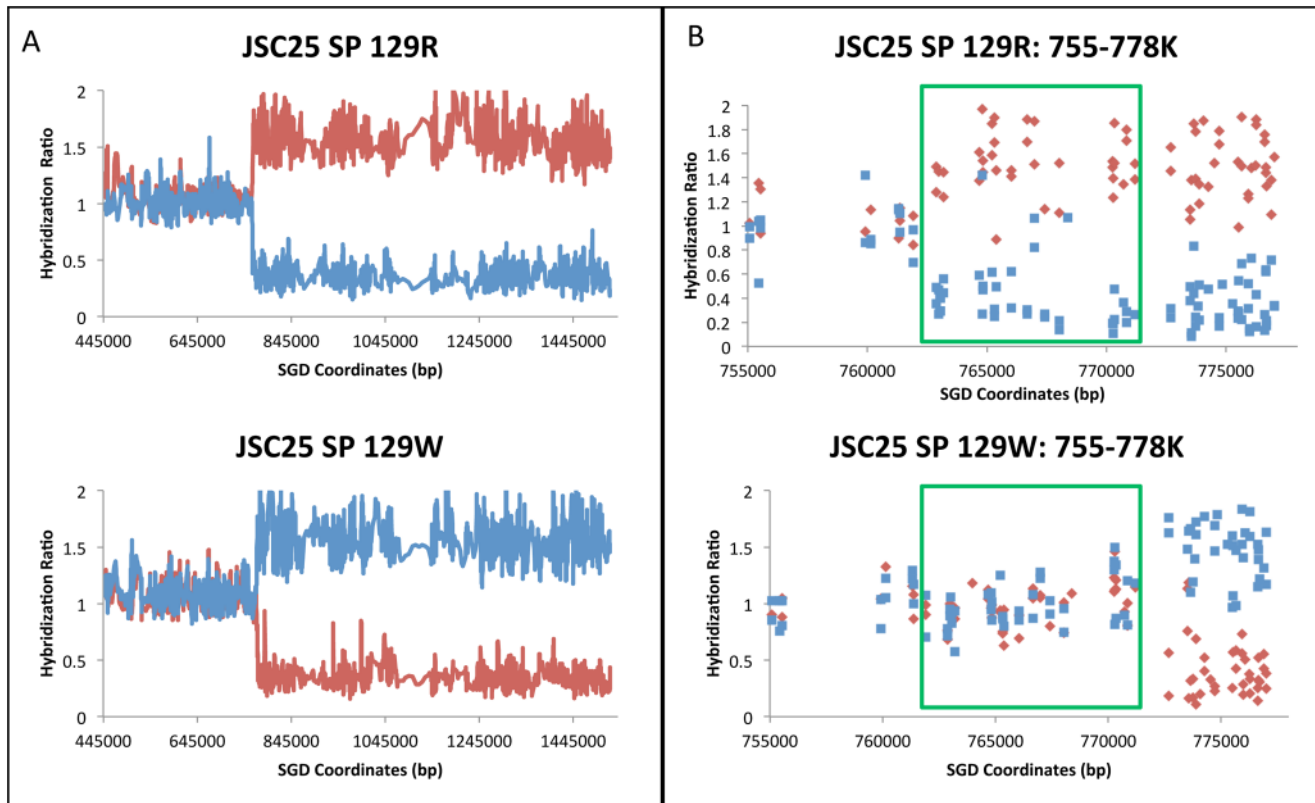 A
JSC25 SP 129R
Hybridization Ratio
2
1.5
1
0.5
0
445000 645000 845000 1045000 1245000 1445000
SGD Coordinates (bp)
JSC25 SP 129W
Hybridization Ratio
2
1.5
1
0.5
0
445000 645000 845000 1045000 1245000 1445000
SGD Coordinates (bp)
B
JSC25 SP 129R: 755-778K
Hybridization Ratio
2
1.8
1.6
1.4
1.2
1
0.8
0.6
0.4
0.2
0
755000 760000 765000 770000 775000
SGD Coordinates (bp)
JSC25 SP 129W: 755-778K
Hybridization Ratio
2
1.5
1
0.5
0
755000 760000 765000 770000 775000
SGD Coordinates (bp)